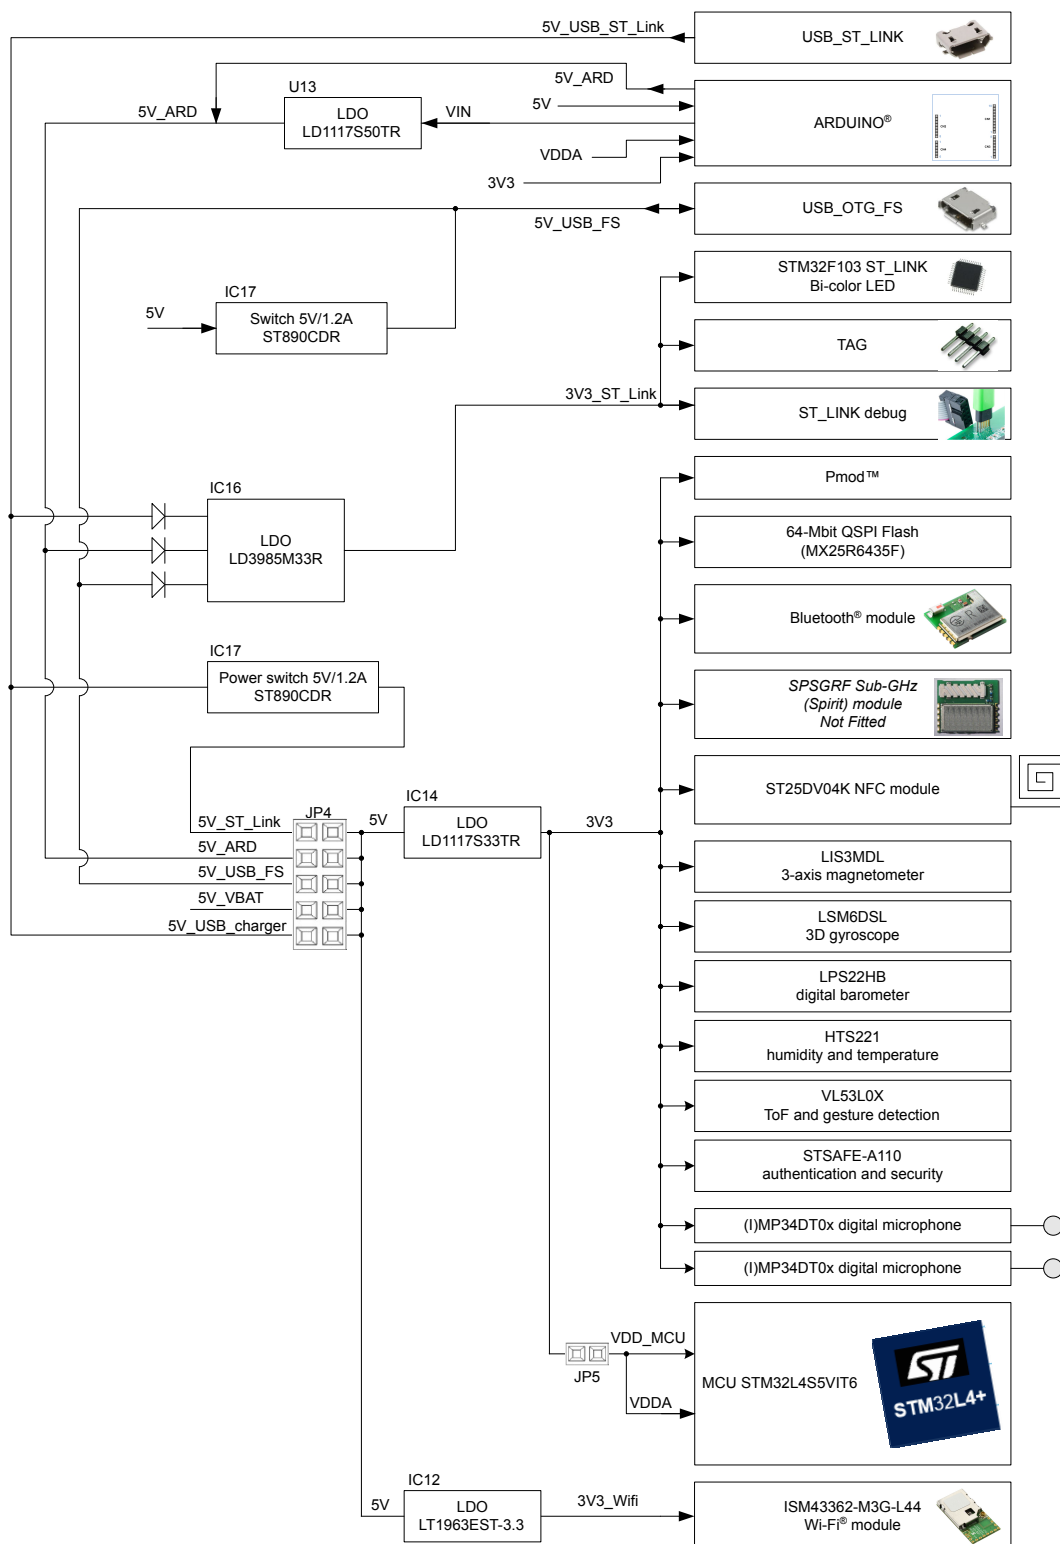 5V_USB_ST_Link
USB_ST_LINK
U13
5V_ARD
LDO
LD1117S50TR
5V_ARD
VIN
5V
VDDA
3V3
ARDUINO®
5V_USB_FS
USB_OTG_FS
STM32F103 ST_LINK
Bi-color LED
IC17
5V
Switch 5V/1.2A
ST890CDR
TAG
3V3_ST_Link
ST_LINK debug
Pmod™
IC16
LDO
LD3985M33R
64-Mbit QSPI Flash
(MX25R6435F)
Bluetooth® module
IC17
Power switch 5V/1.2A
ST890CDR
SPSGRF Sub-GHz
(Spirit) module
Not Fitted
ST25DV04K NFC module
JP4
5V_ST_Link
5V_ARD
5V_USB_FS
5V_VBAT
5V_USB_charger
5V
IC14
LDO
LD1117S33TR
3V3
LIS3MDL
3-axis magnetometer
LSM6DSL
3D gyroscope
LPS22HB
digital barometer
HTS221
humidity and temperature
VL53L0X
ToF and gesture detection
STSAFE-A110
authentication and security
(I)MP34DT0x digital microphone
(I)MP34DT0x digital microphone
VDD_MCU
JP5
VDDA
MCU STM32L4S5VIT6
ST
STM32L4+
IC12
5V
LDO
LT1963EST-3.3
3V3_Wifi
ISM43362-M3G-L44
Wi-Fi® module